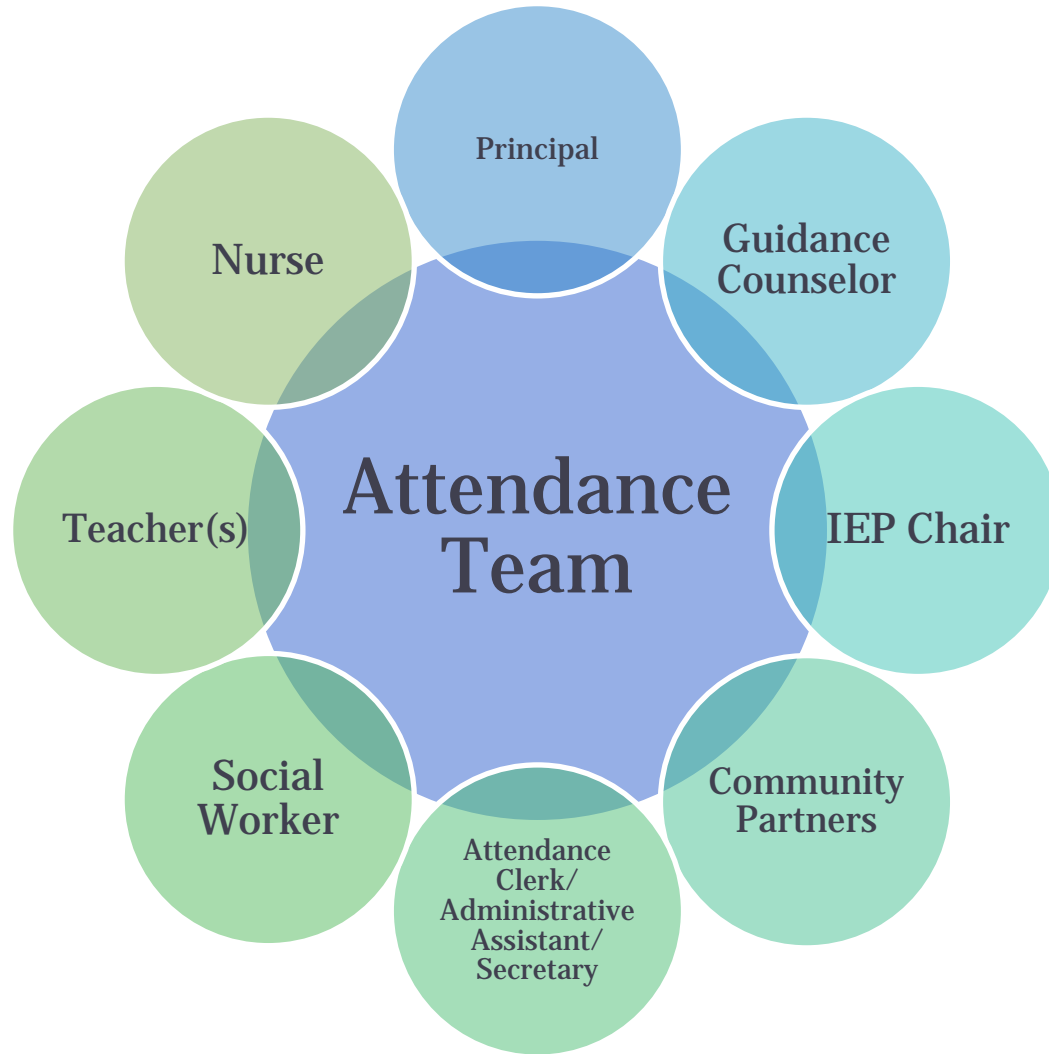 Principal
Guidance
Counselor
Nurse
Attendance
Team
IEP Chair
Teacher(s)
Community
Partners
Social
Worker
Attendance
Clerk/
Administrative
Assistant/
Secretary